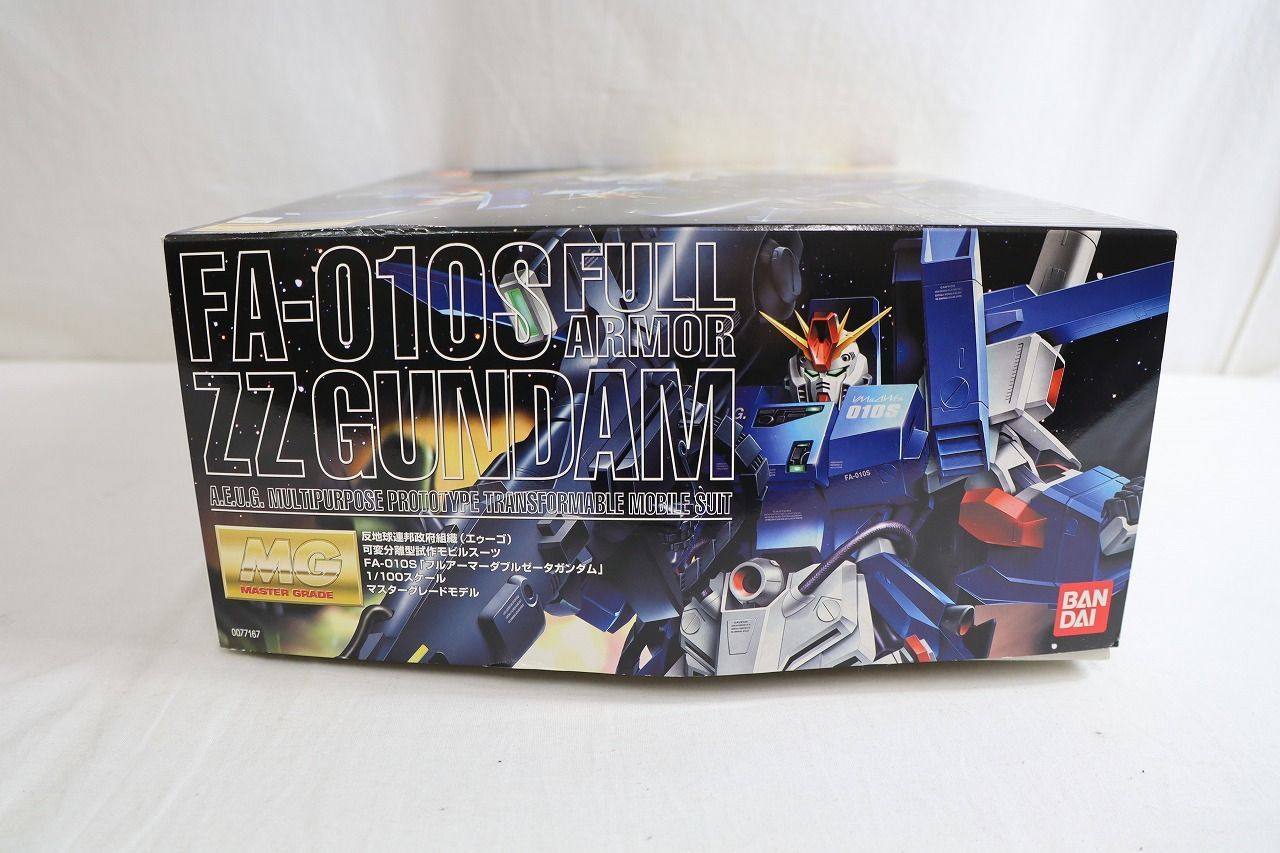 FA-010S FULL ARMOR
ZZ GUNDAM
A.E.U.G. MULTIPURPOSE PROTOTYPE TRANSFORMABLE MOBILE SUIT
MG
MASTER GRADE
反地球連邦政府組織(エゥーゴ)
可変分離型試作モビルスーツ
FA-010S「フルアーマーダブルゼータガンダム」
1/100スケール
マスターグレードモデル
0077167
010S
FA-010S
BAN
DAI